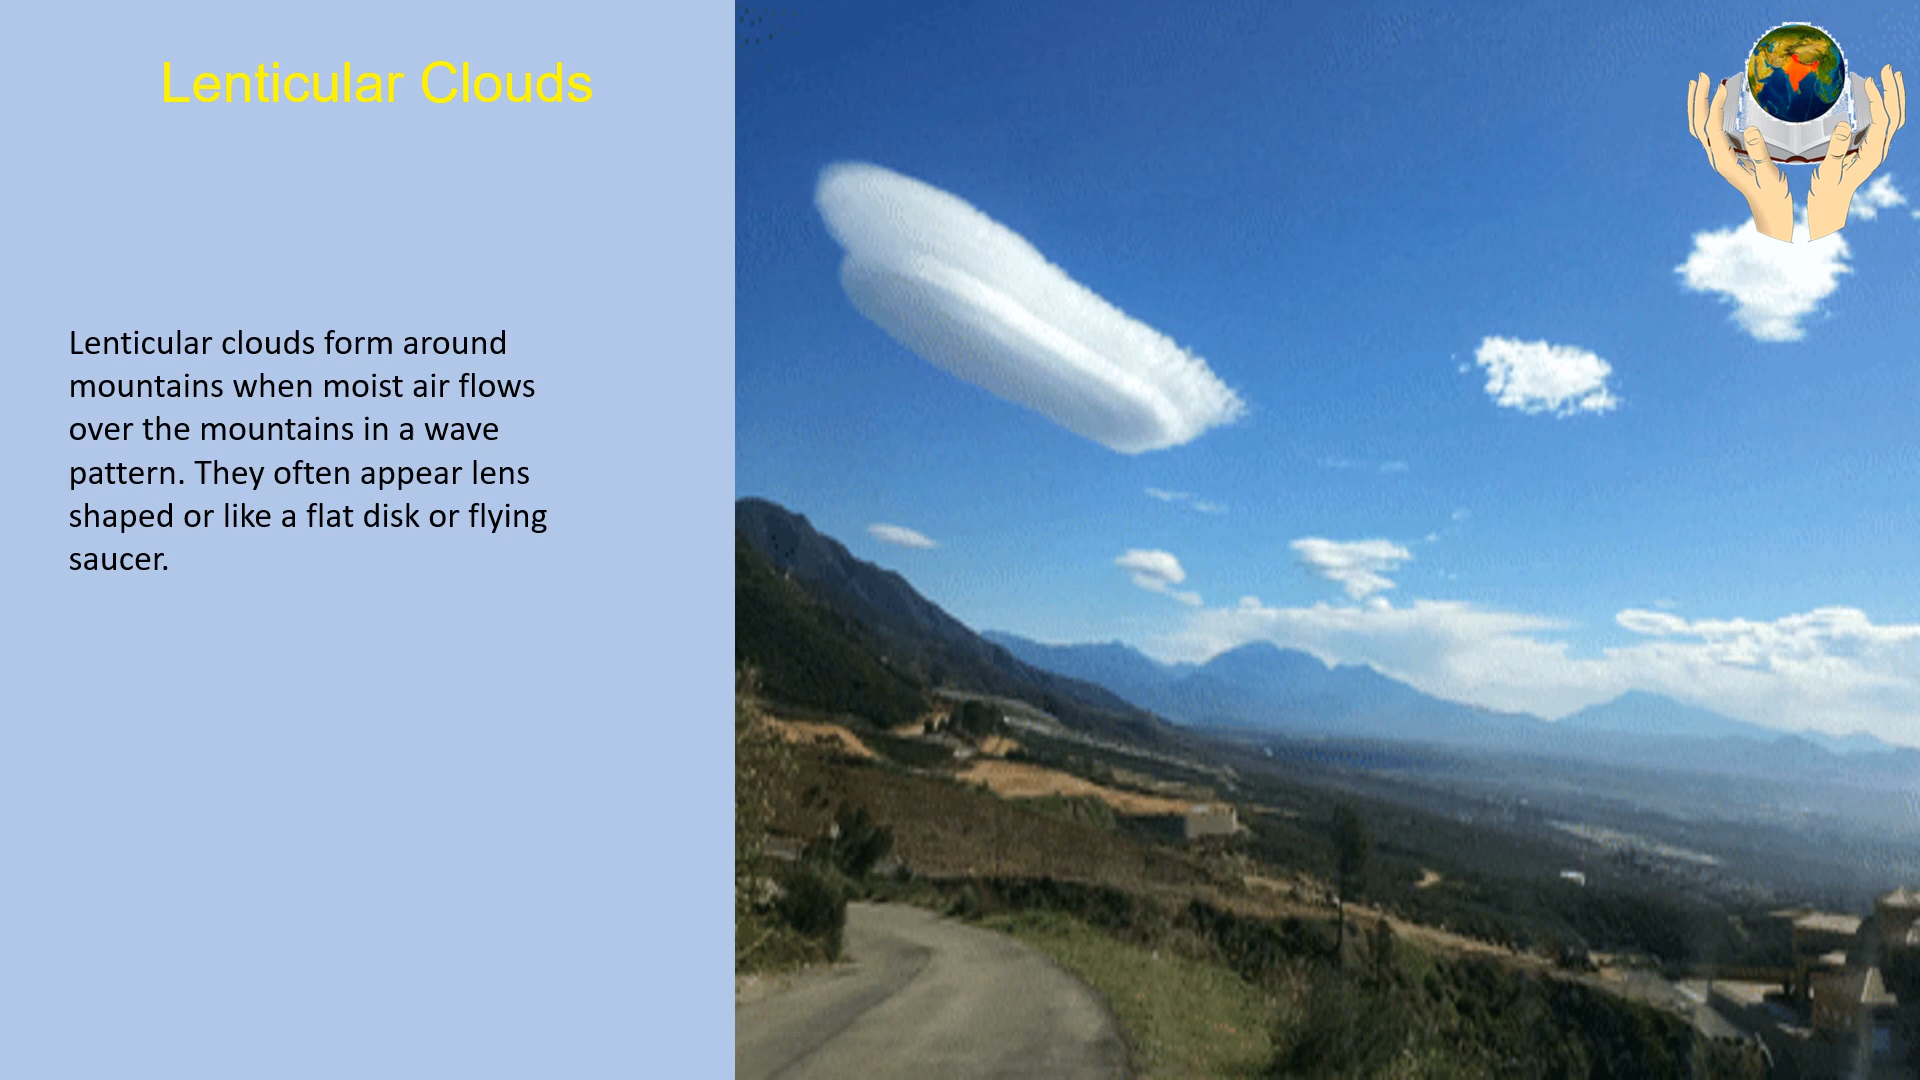 Lenticular Clouds
Lenticular clouds form around
mountains when moist air flows
over the mountains in a wave
pattern. They often appear lens
shaped or like a flat disk or flying
saucer.